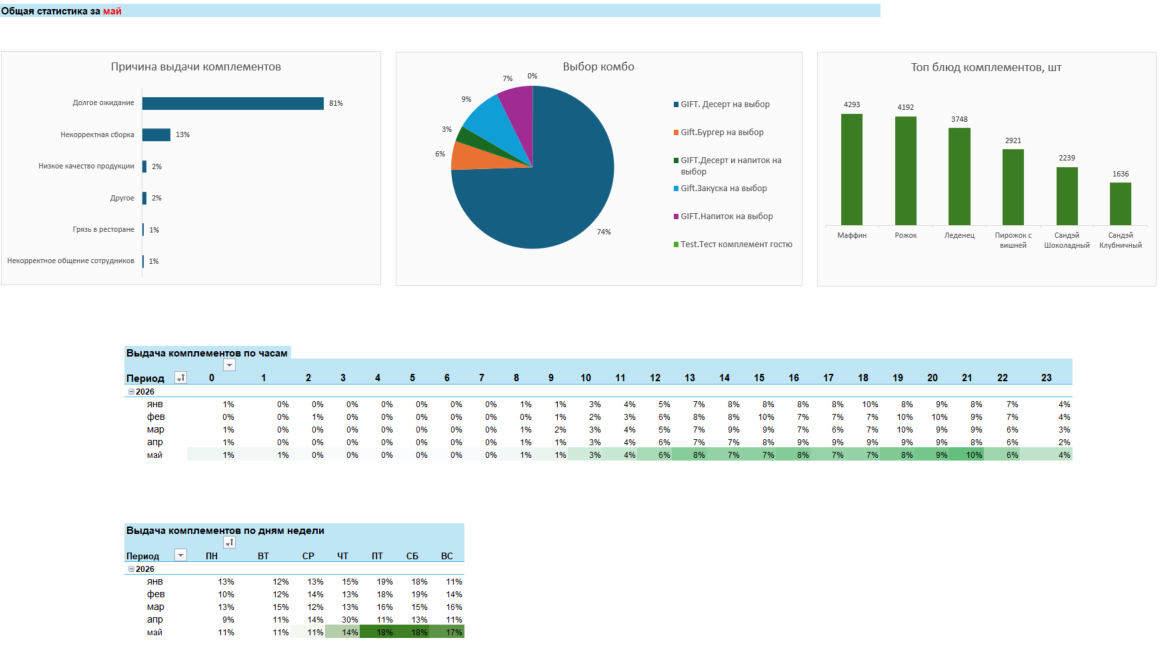 Общая статистика за май
Причина выдачи комплементов
Долгое ожидание 81%
Некорректная сборка 13%
Низкое качество продукции 2%
Другое 2%
Грязь в ресторане 1%
Некорректное общение сотрудников 1%
Выбор комбо
7% 0%
9%
3%
6%
74%
GIFT. Десерт на выбор
Gift.Бургер на выбор
GIFT.Десерт и напиток на
выбор
Gift.Закуска на выбор
GIFT.Напиток на выбор
Test.Тест комплемент гостю
Топ блюд комплементов, шт
4293 4192 3748 2921 2239 1636
Маффин Рожок Леденец Пирожок с Сандэй Сандэй
вишней Шоколадный Клубничный
Выдача комплементов по часам
Период 0 1 2 3 4 5 6 7 8 9 10 11 12 13 14 15 16 17 18 19 20 21 22 23
2026
янв 1% 0% 0% 0% 0% 0% 0% 0% 1% 1% 3% 4% 5% 7% 8% 8% 8% 8% 10% 8% 9% 8% 7% 4%
фев 0% 0% 1% 0% 0% 0% 0% 0% 0% 1% 2% 3% 6% 8% 8% 10% 7% 7% 7% 10% 10% 9% 7% 4%
мар 1% 0% 0% 0% 0% 0% 0% 0% 1% 2% 3% 4% 5% 7% 9% 9% 7% 6% 7% 10% 9% 9% 6% 3%
апр 1% 0% 0% 0% 0% 0% 0% 0% 1% 1% 3% 4% 6% 7% 7% 8% 9% 9% 9% 9% 9% 8% 6% 2%
май 1% 1% 0% 0% 0% 0% 0% 0% 1% 1% 3% 4% 6% 8% 7% 7% 8% 7% 7% 8% 9% 10% 6% 4%
Выдача комплементов по дням недели
Период ПН ВТ СР ЧТ ПТ СБ ВС
2026
янв 13% 12% 13% 15% 19% 18% 11%
фев 10% 12% 14% 13% 18% 19% 14%
мар 13% 15% 12% 13% 16% 15% 16%
апр 9% 11% 14% 30% 11% 13% 11%
май 11% 11% 11% 14% 18% 18% 17%